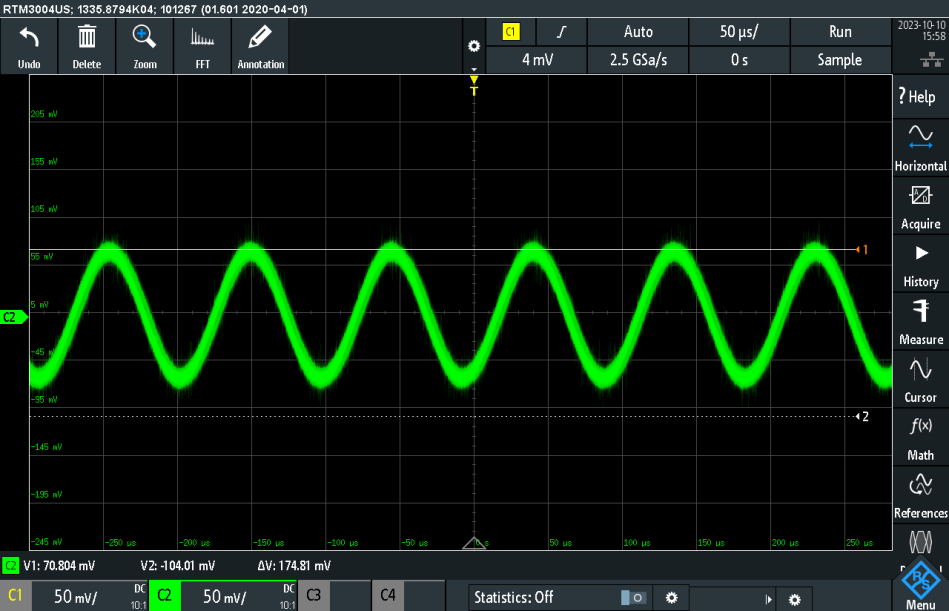 RTM3004US; 1335.8794K04; 101267 (01.601 2020-04-01)
Undo
Delete
Zoom
FFT
Annotation
C1
Auto
50 µs/
Run
2023-10-10
15:58
4 mV
2.5 GSa/s
0 s
Sample
T
? Help
Horizontal
A/D
Acquire
History
Measure
Cursor
f(x)
Math
References
R&S
Menu
205 mV
155 mV
105 mV
55 mV
5 mV
-45 mV
-95 mV
-145 mV
-195 mV
-245 mV
C2
1
2
-250 µs
-200 µs
-150 µs
-100 µs
-50 µs
0 s
50 µs
100 µs
150 µs
200 µs
250 µs
C2 V1: 70.804 mV V2: -104.01 mV ΔV: 174.81 mV
C1 50 mV/ DC 10:1
C2 50 mV/ DC 10:1
C3
C4
Statistics: Off